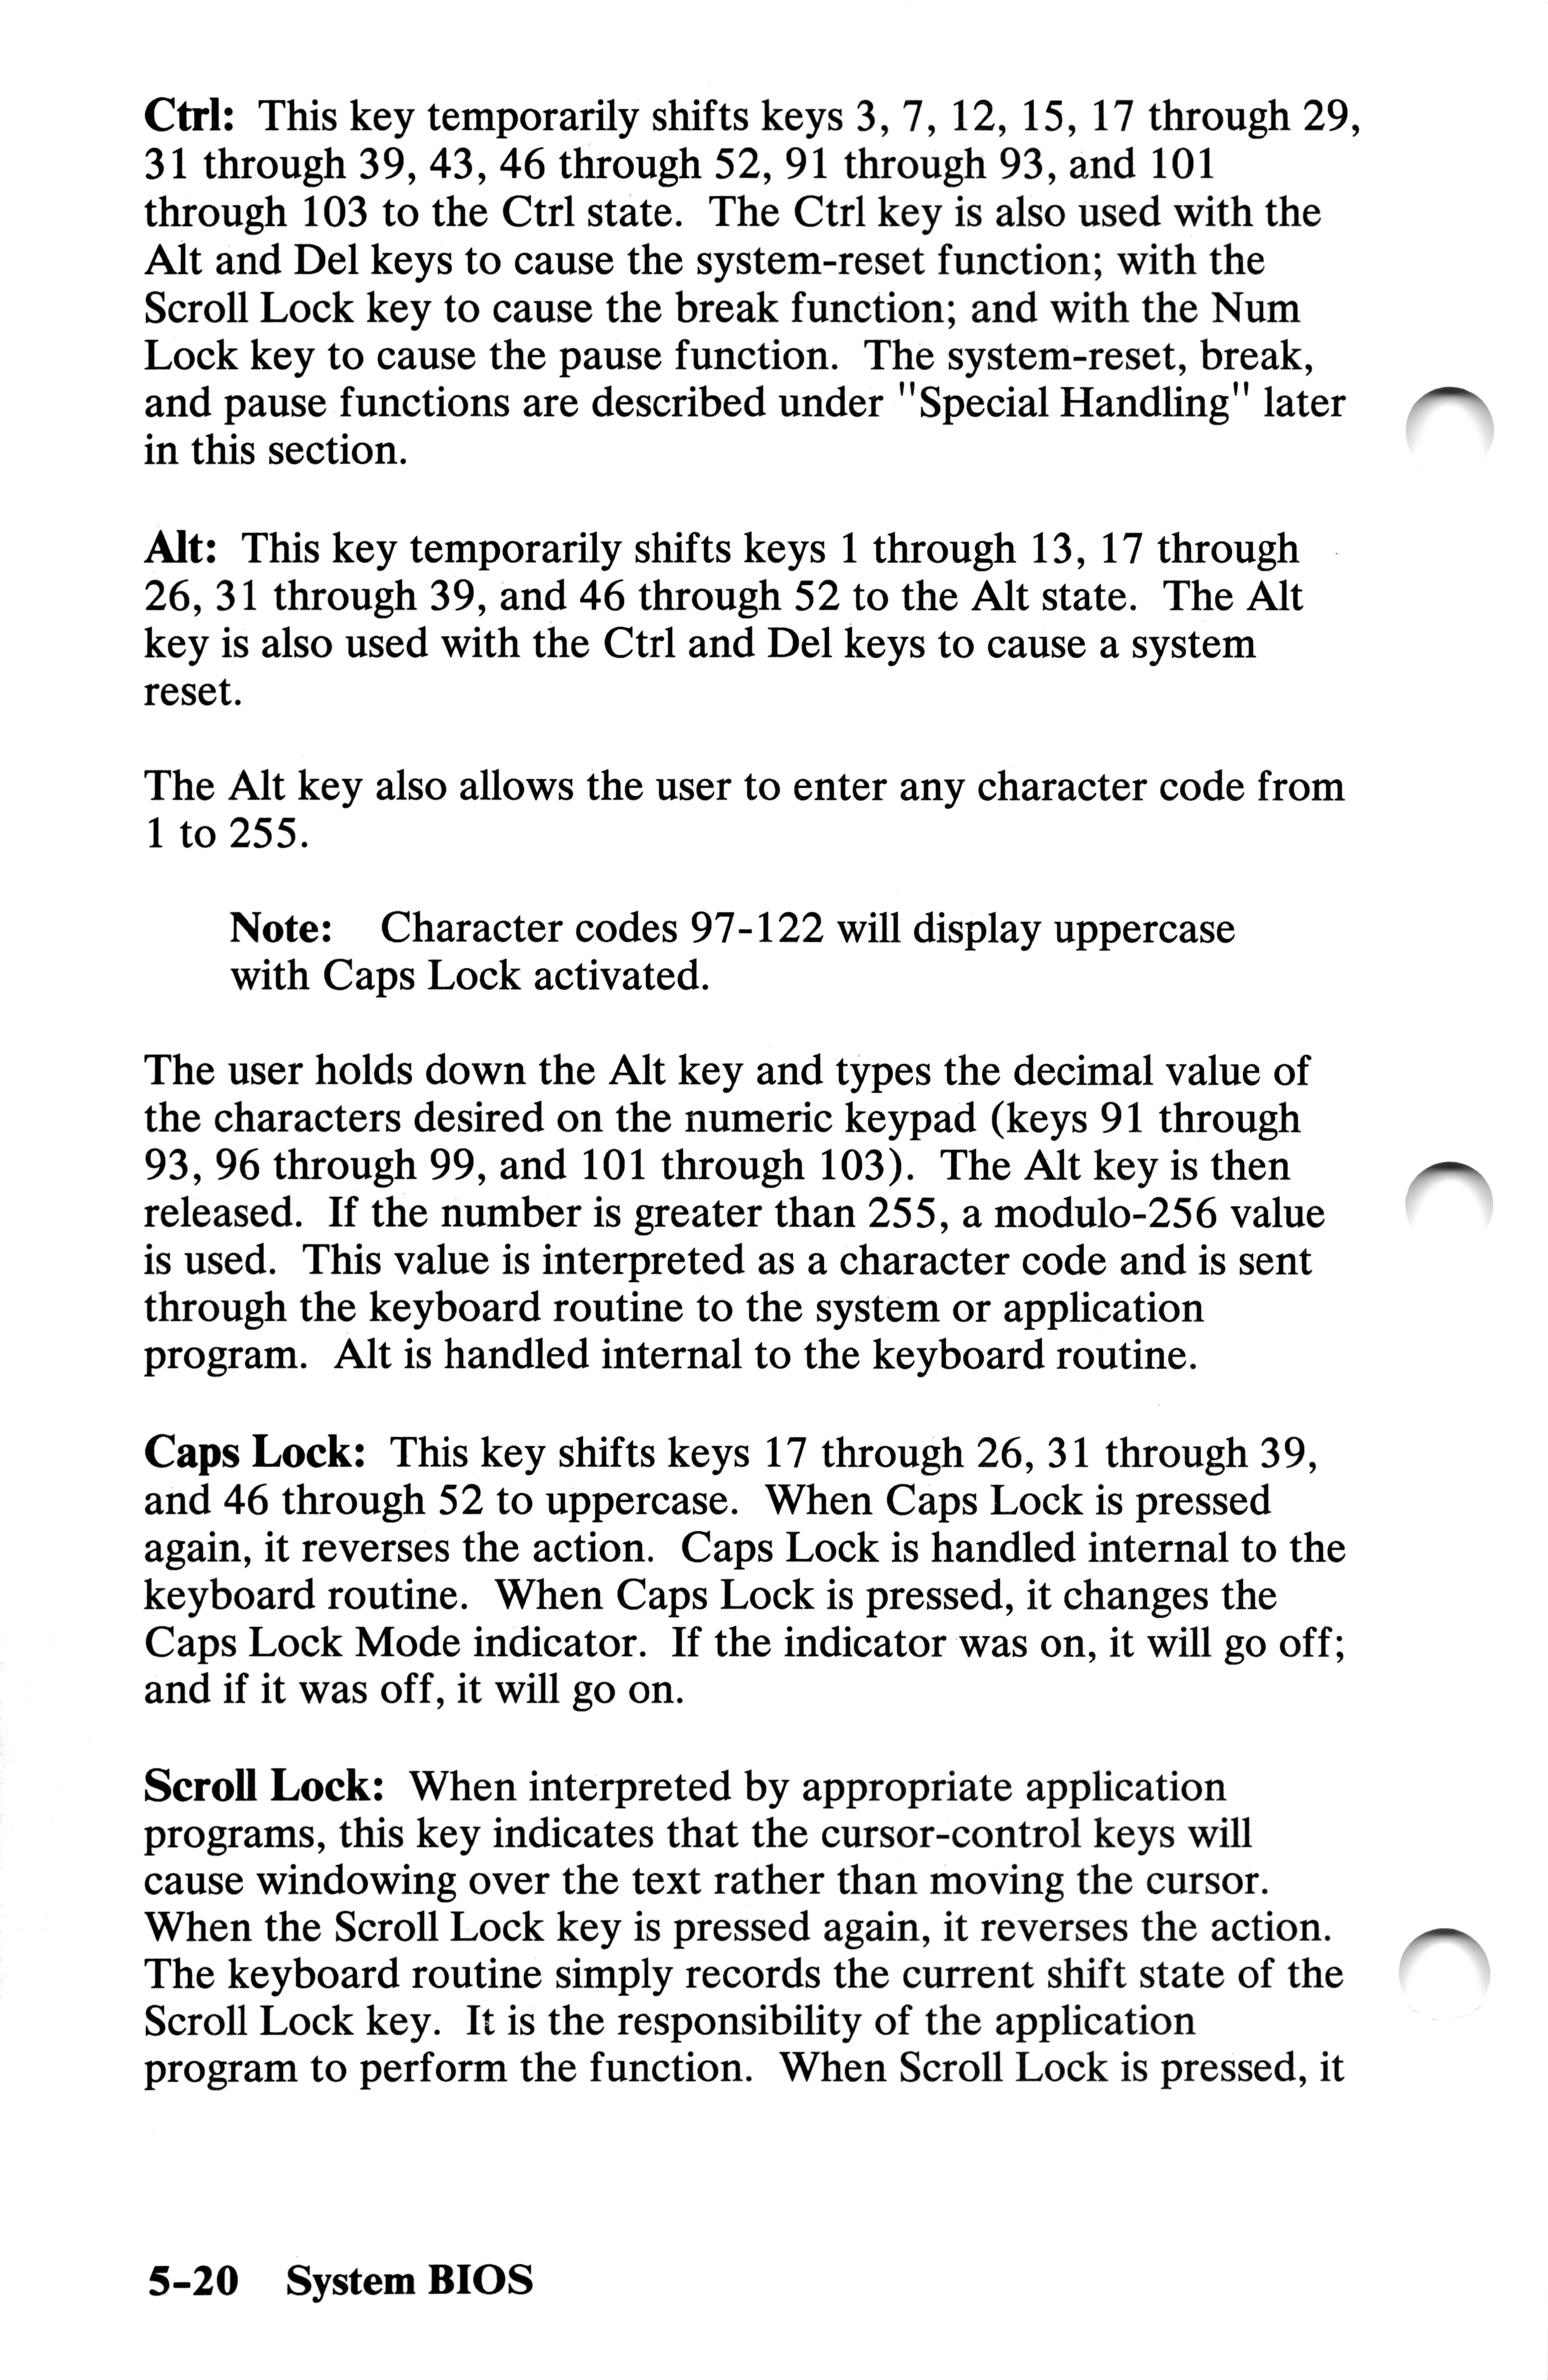 Ctrl: This key temporarily shifts keys 3, 7, 12, 15, 17 through 29,
31 through 39, 43, 46 through 52, 91 through 93, and 101
through 103 to the Ctrl state. The Ctrl key is also used with the
Alt and Del keys to cause the system-reset function; with the
Scroll Lock key to cause the break function; and with the Num
Lock key to cause the pause function. The system-reset, break,
and pause functions are described under "Special Handling" later
in this section.
Alt: This key temporarily shifts keys 1 through 13, 17 through
26, 31 through 39, and 46 through 52 to the Alt state. The Alt
key is also used with the Ctrl and Del keys to cause a system
reset.
The Alt key also allows the user to enter any character code from
1 to 255.
Note: Character codes 97-122 will display uppercase
with Caps Lock activated.
The user holds down the Alt key and types the decimal value of
the characters desired on the numeric keypad (keys 91 through
93, 96 through 99, and 101 through 103). The Alt key is then
released. If the number is greater than 255, a modulo-256 value
is used. This value is interpreted as a character code and is sent
through the keyboard routine to the system or application
program. Alt is handled internal to the keyboard routine.
Caps Lock: This key shifts keys 17 through 26, 31 through 39,
and 46 through 52 to uppercase. When Caps Lock is pressed
again, it reverses the action. Caps Lock is handled internal to the
keyboard routine. When Caps Lock is pressed, it changes the
Caps Lock Mode indicator. If the indicator was on, it will go off;
and if it was off, it will go on.
Scroll Lock: When interpreted by appropriate application
programs, this key indicates that the cursor-control keys will
cause windowing over the text rather than moving the cursor.
When the Scroll Lock key is pressed again, it reverses the action.
The keyboard routine simply records the current shift state of the
Scroll Lock key. It is the responsibility of the application
program to perform the function. When Scroll Lock is pressed, it
5-20 System BIOS